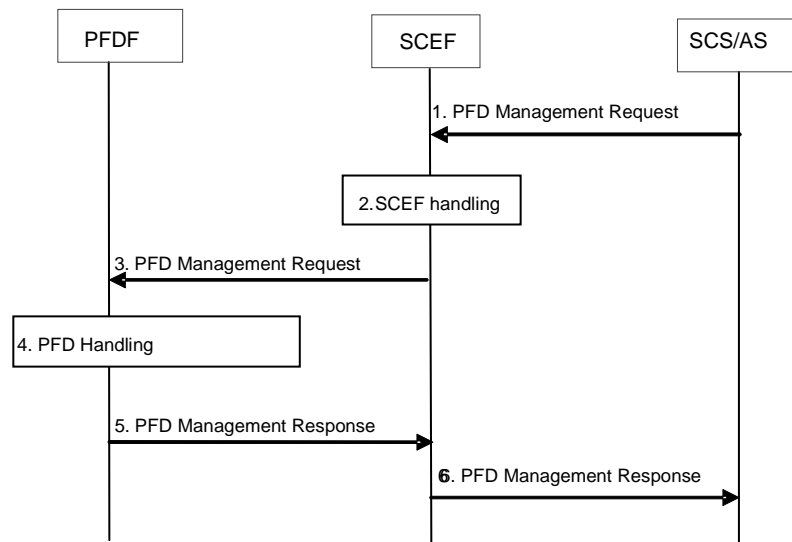 PFDF
SCEF
SCS/AS
1. PFD Management Request
2.SCEF handling
3. PFD Management Request
4. PFD Handling
5. PFD Management Response
6. PFD Management Response